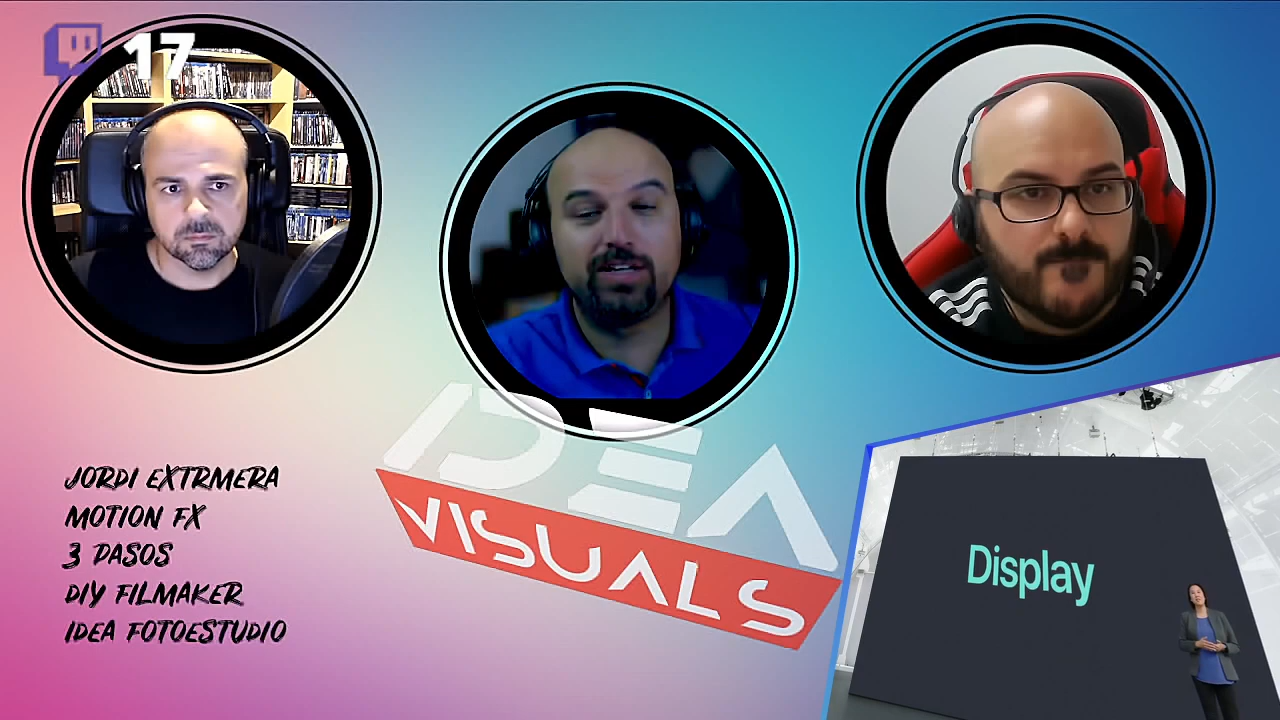 17
IDEA
VISUALS
JORDI EXTRMERA
MOTION FX
3 PASOS
DIY FILMAKER
IDEA FOTOESTUDIO
Display